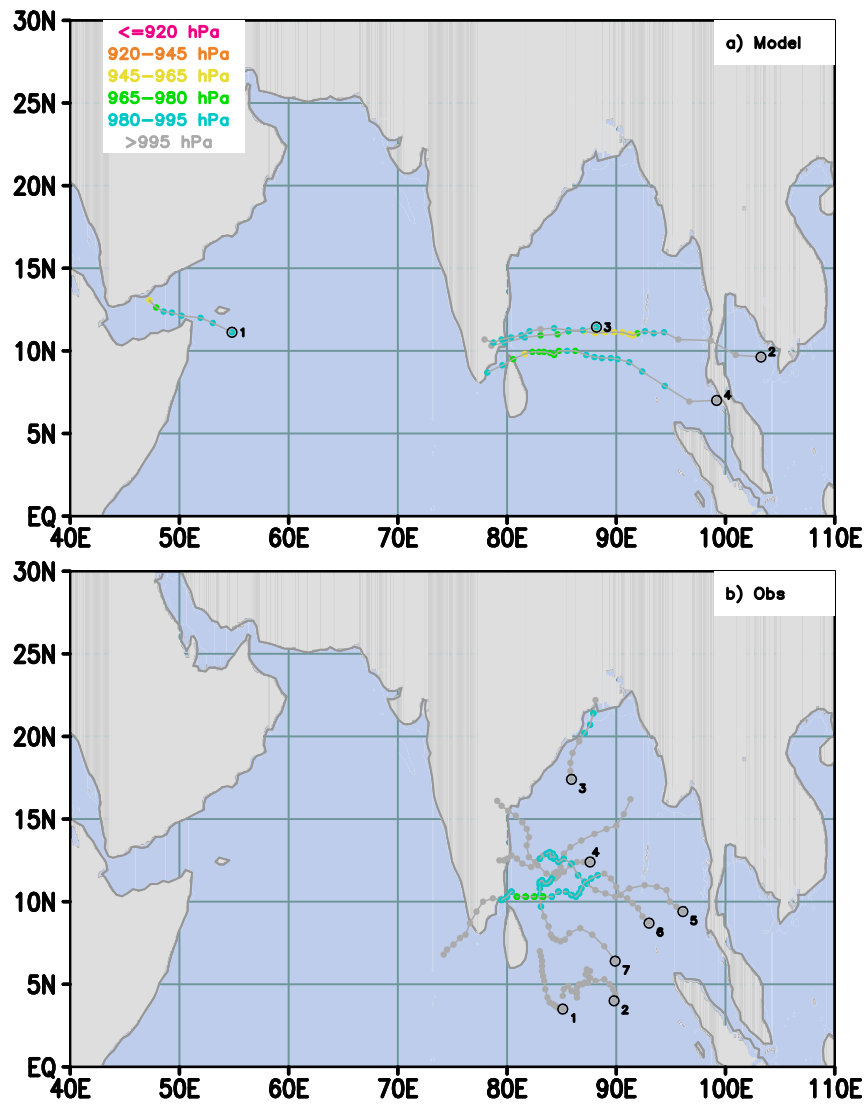 30N
<=920 hPa
a) Model
920−945 hPa
945−965 hPa
25N
965−980 hPa
980−995 hPa
>995 hPa
20N
15N
1
3
2
10N
4
5N
EQ
40E 50E 60E 70E 80E 90E 100E 110E
30N
b) Obs
25N
20N
3
15N
4
10N
5
6
7
5N
1
2
EQ
40E 50E 60E 70E 80E 90E 100E 110E